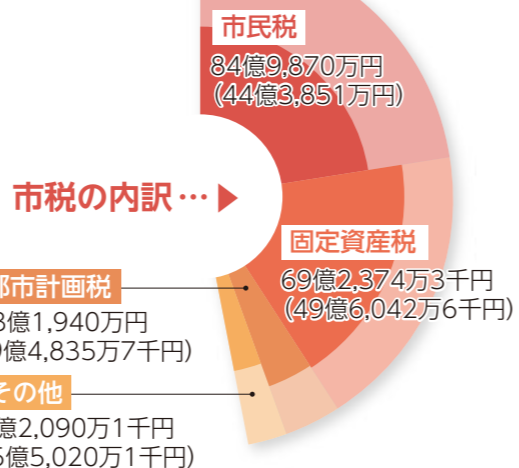 市民税
84億9,870万円
(44億3,851万円)
市税の内訳…▶
固定資産税
69億2,374万3千円
(49億6,042万6千円)
都市計画税
億1,940万円
億4,835万7千円)
その他
億2,090万1千円
億5,020万1千円)